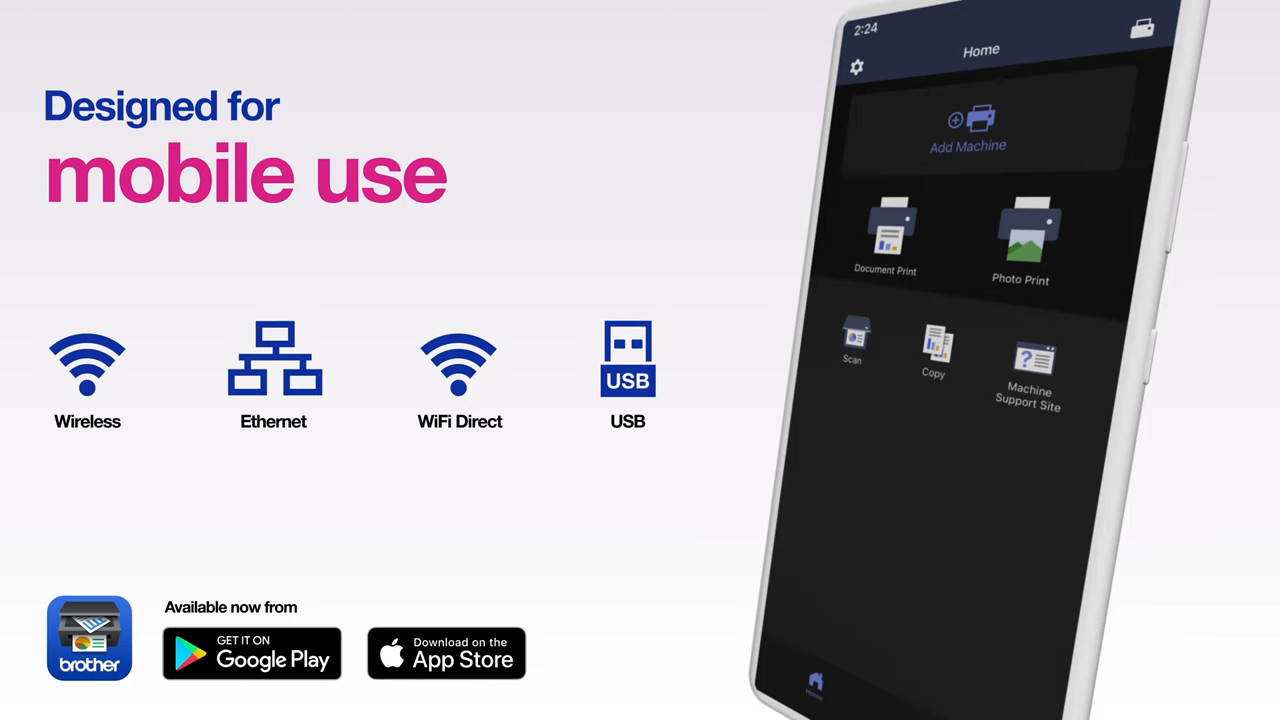 Designed for
mobile use
Wireless
Ethernet
WiFi Direct
USB
USB
brother
Available now from
GET IT ON
Google Play
Download on the
App Store
2:24
Home
Add Machine
Document Print
Photo Print
Scan
Copy
Machine
Support Site
Home